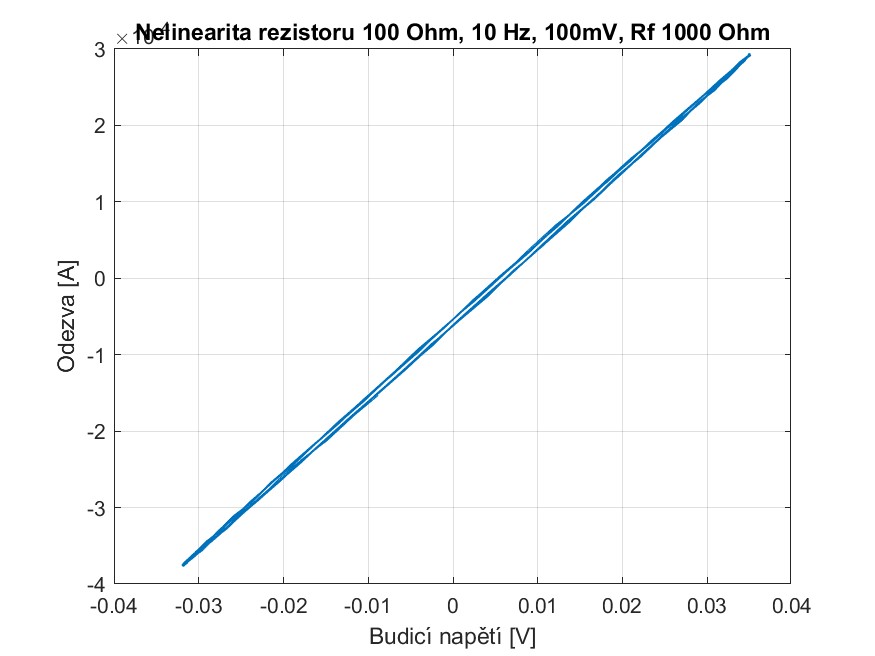 Nelinearita rezistoru 100 Ohm, 10 Hz, 100mV, Rf 1000 Ohm
3
2
1
0
-1
-2
-3
-4
Odezva [A]
-0.04 -0.03 -0.02 -0.01 0 0.01 0.02 0.03 0.04
Budicí napětí [V]